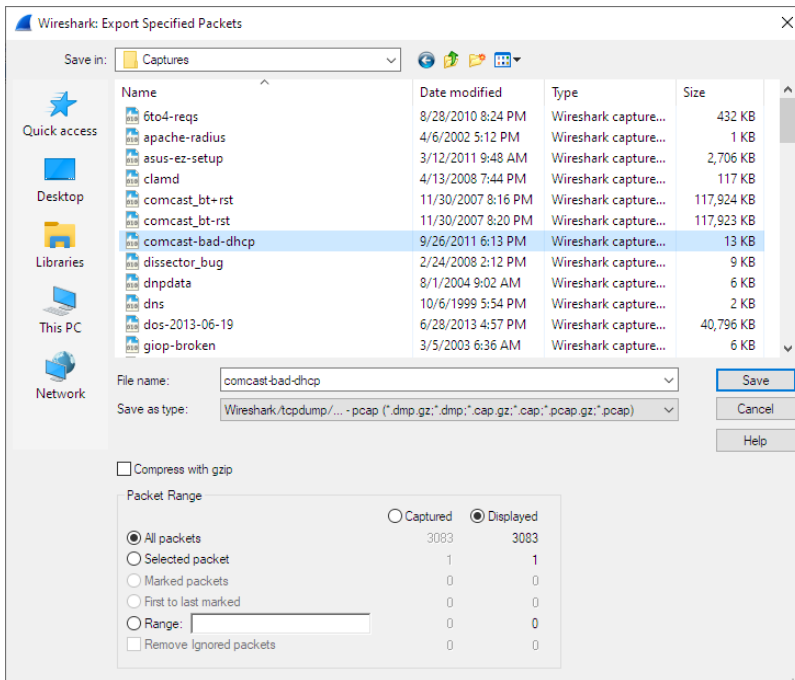 Wireshark: Export Specified Packets
Save in: Captures
Name Date modified Type Size
6to4-reqs 8/28/2010 8:24 PM Wireshark capture... 432 KB
apache-radius 4/6/2002 5:12 PM Wireshark capture... 1 KB
asus-ez-setup 3/12/2011 9:48 AM Wireshark capture... 2,706 KB
clamd 4/13/2008 7:44 PM Wireshark capture... 117 KB
comcast_bt+rst 11/30/2007 8:16 PM Wireshark capture... 117,924 KB
comcast_bt-rst 11/30/2007 8:20 PM Wireshark capture... 117,923 KB
comcast-bad-dhcp 9/26/2011 6:13 PM Wireshark capture... 13 KB
dissector_bug 2/24/2008 2:12 PM Wireshark capture... 9 KB
dnpdata 8/1/2004 9:02 AM Wireshark capture... 6 KB
dns 10/6/1999 5:54 PM Wireshark capture... 2 KB
dos-2013-06-19 6/28/2013 4:57 PM Wireshark capture... 40,796 KB
giop-broken 3/5/2003 6:36 AM Wireshark capture... 6 KB
Quick access
Desktop
Libraries
This PC
Network
File name: comcast-bad-dhcp Save
Save as type: Wireshark/tcpdump/... - pcap (*.dmp.gz;*.dmp;*.cap.gz;*.cap;*.pcap.gz;*.pcap) Cancel
Help
Compress with gzip
Packet Range
Captured Displayed
All packets 3083 3083
Selected packet 1 1
Marked packets 0 0
First to last marked 0 0
Range: 0 0
Remove Ignored packets 0 0